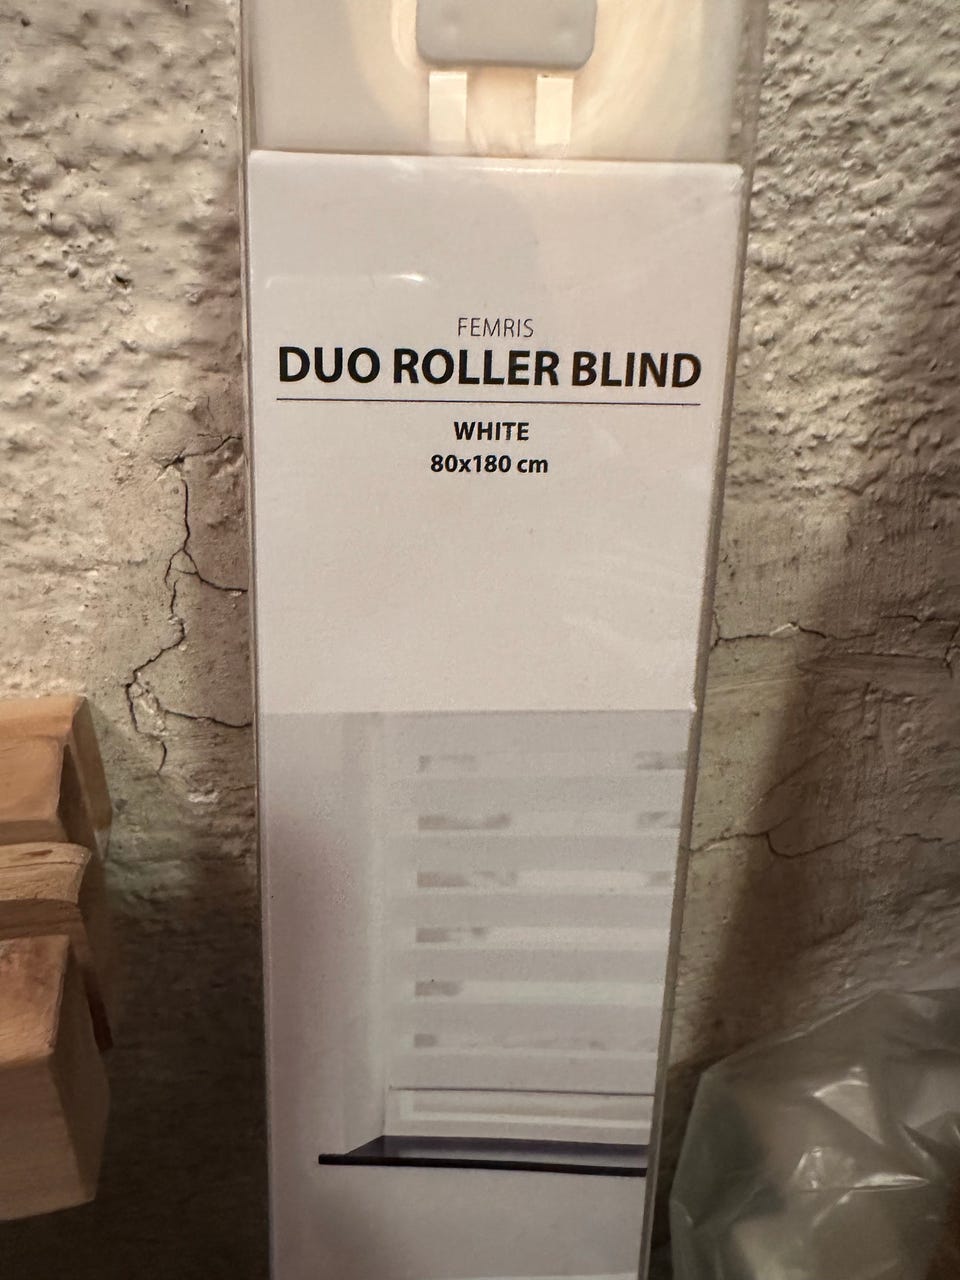 FEMRIS
DUO ROLLER BLIND
WHITE
80x180 cm